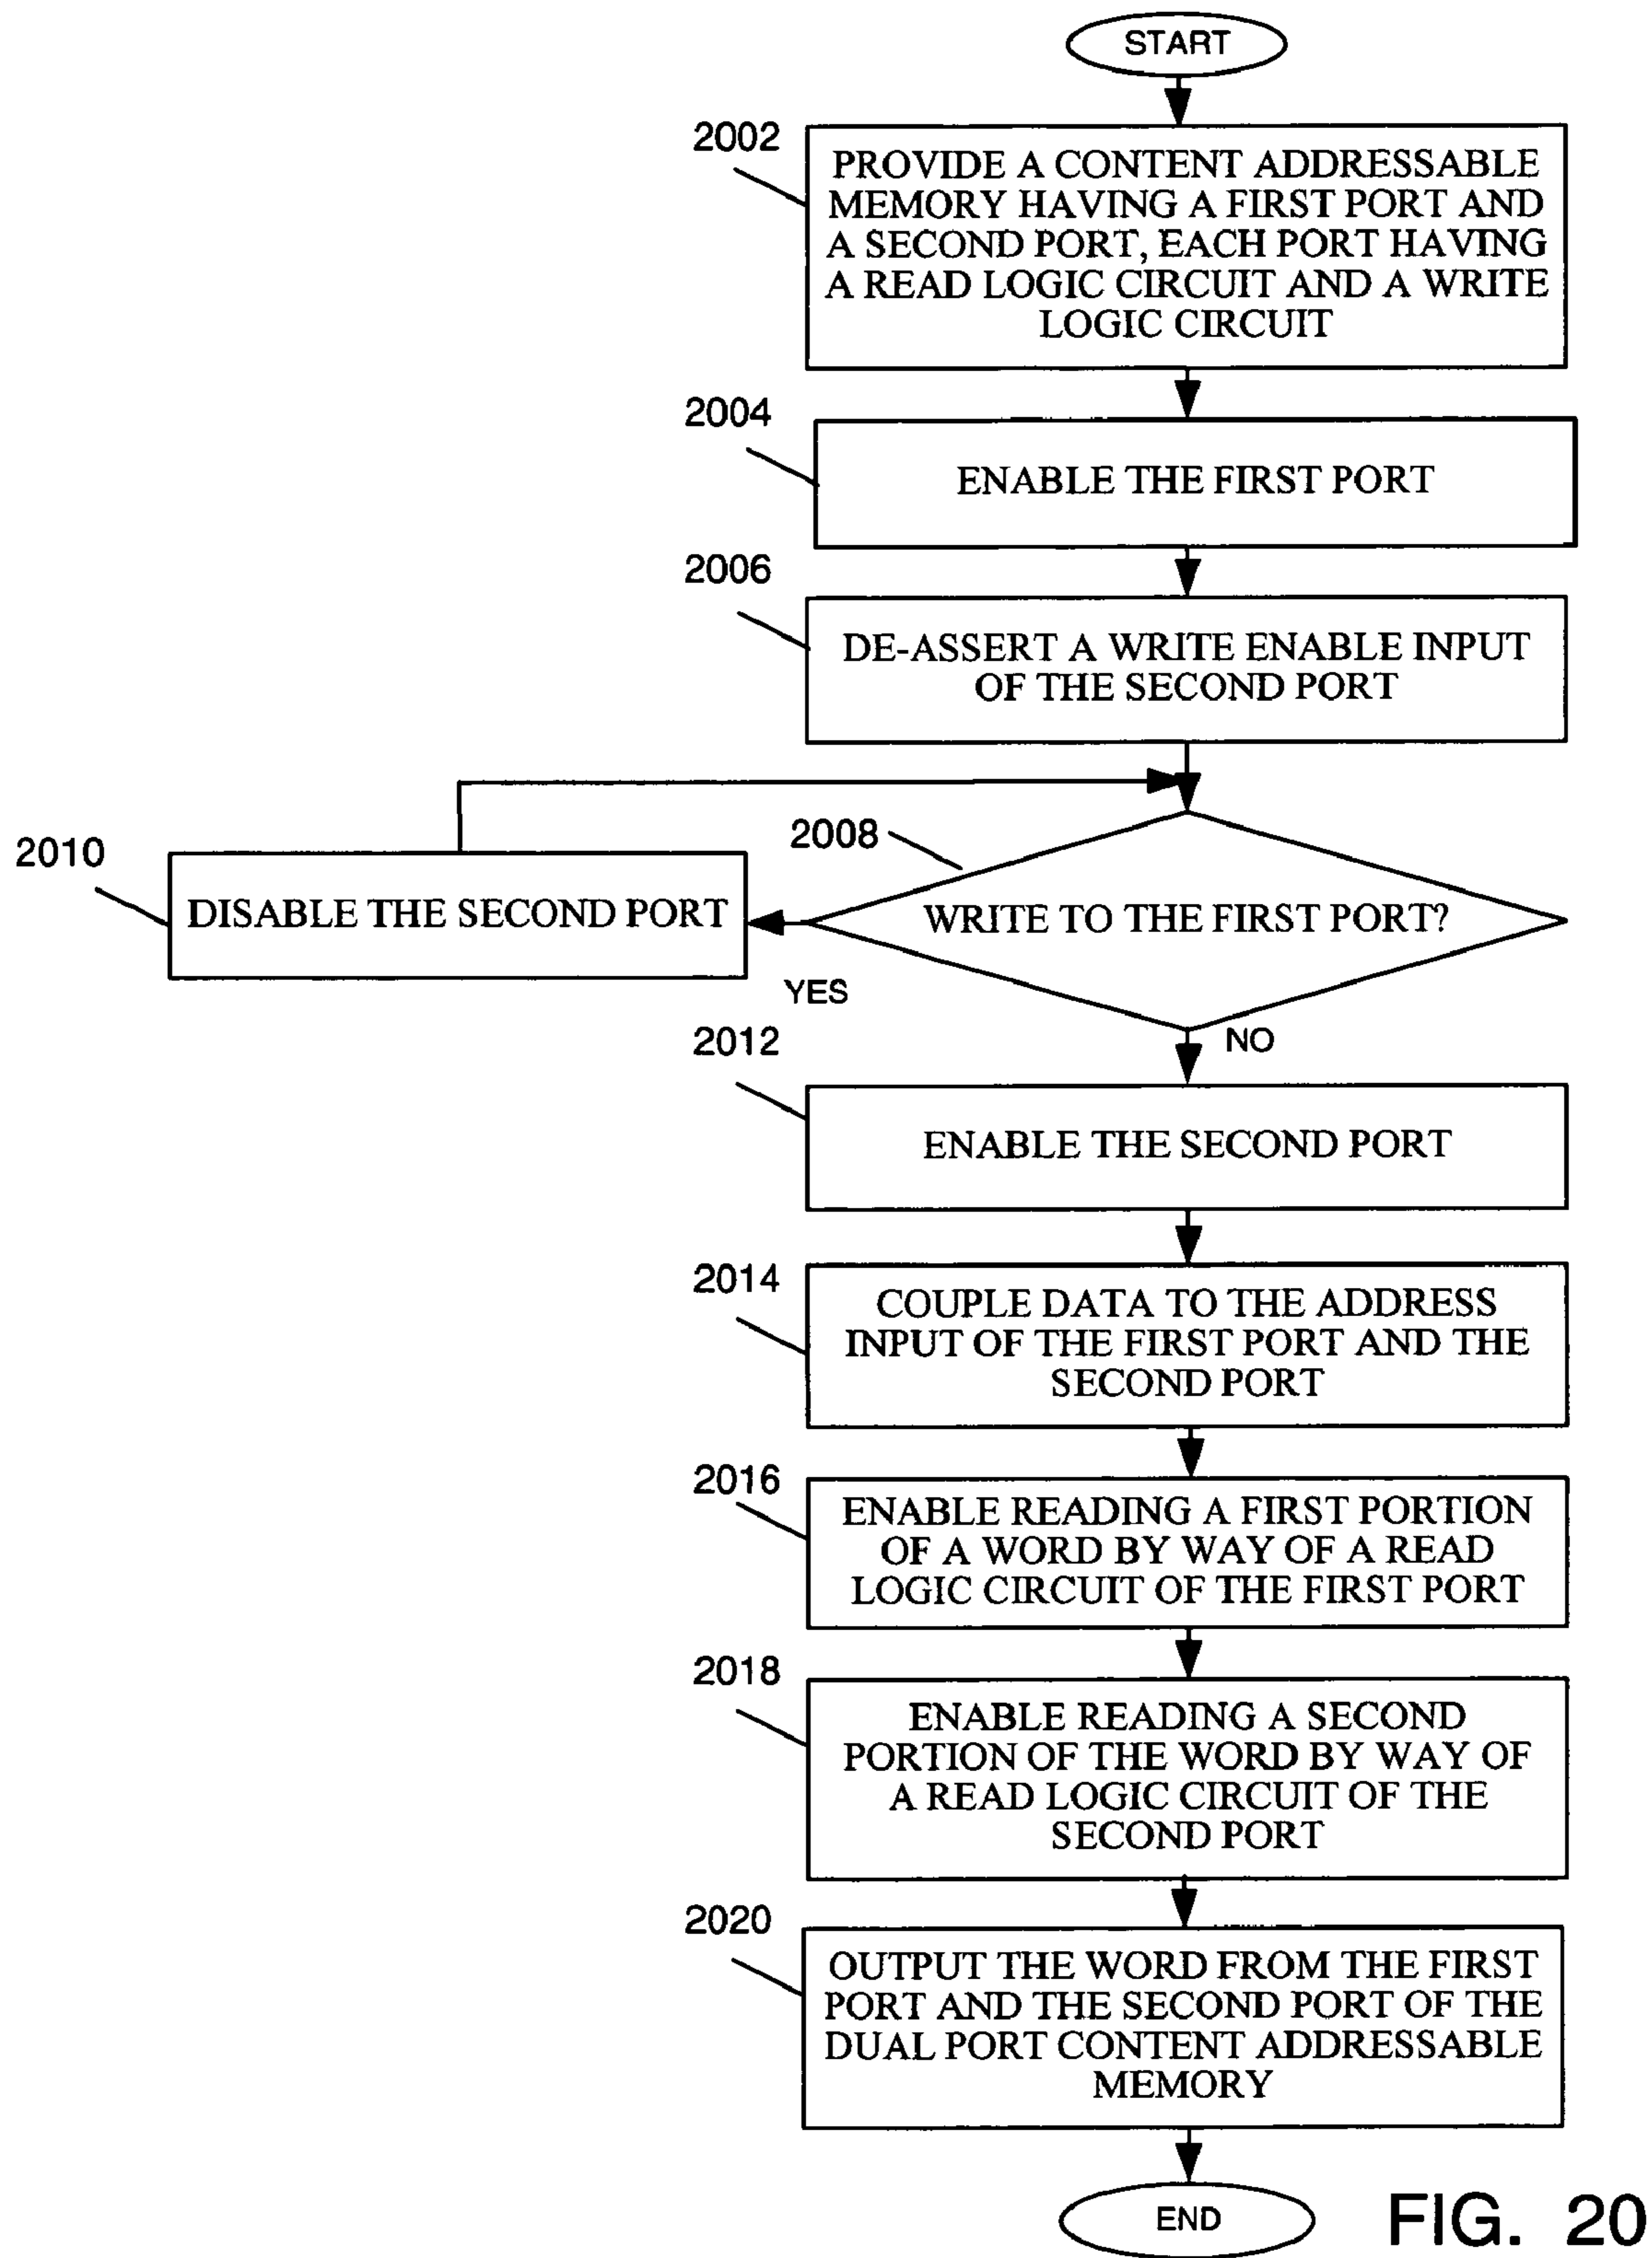 START
2002
PROVIDE A CONTENT ADDRESSABLE
MEMORY HAVING A FIRST PORT AND
A SECOND PORT, EACH PORT HAVING
A READ LOGIC CIRCUIT AND A WRITE
LOGIC CIRCUIT
2004
ENABLE THE FIRST PORT
2006
DE-ASSERT A WRITE ENABLE INPUT
OF THE SECOND PORT
2008
WRITE TO THE FIRST PORT?
2010
DISABLE THE SECOND PORT
YES
NO
2012
ENABLE THE SECOND PORT
2014
COUPLE DATA TO THE ADDRESS
INPUT OF THE FIRST PORT AND THE
SECOND PORT
2016
ENABLE READING A FIRST PORTION
OF A WORD BY WAY OF A READ
LOGIC CIRCUIT OF THE FIRST PORT
2018
ENABLE READING A SECOND
PORTION OF THE WORD BY WAY OF
A READ LOGIC CIRCUIT OF THE
SECOND PORT
2020
OUTPUT THE WORD FROM THE FIRST
PORT AND THE SECOND PORT OF THE
DUAL PORT CONTENT ADDRESSABLE
MEMORY
END
FIG. 20